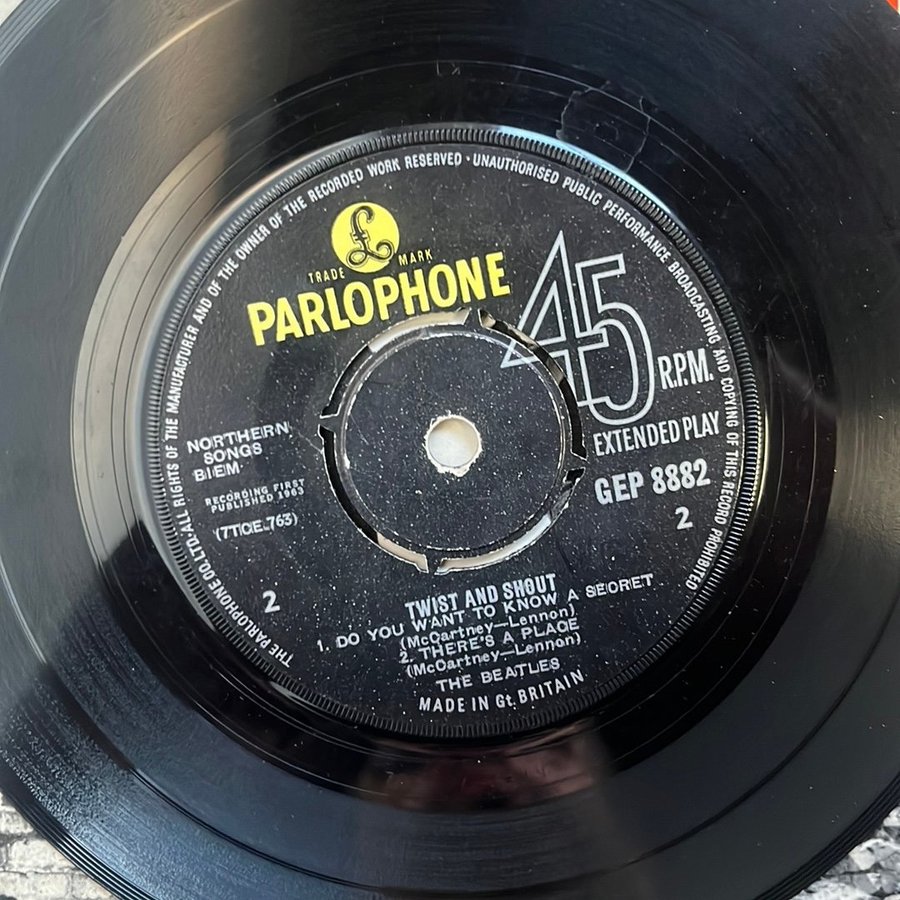 THE PARLOPHONE CO. LTD.·ALL RIGHTS OF THE MANUFACTURER AND OF THE OWNER OF THE RECORDED WORK RESERVED · UNAUTHORISED PUBLIC PERFORMANCE BROADCASTING AND COPYING OF THIS RECORD PROHIBITED
£
TRADE MARK
PARLOPHONE
45
R.P.M.
EXTENDED PLAY
NORTHERN
SONGS
BIEM
GEP 8882
RECORDING FIRST
PUBLISHED 1963
2
(7TCE.763)
2
TWIST AND SHOUT
1. DO YOU WANT TO KNOW A SECRET
(McCartney—Lennon)
2. THERE'S A PLACE
(McCartney—Lennon)
THE BEATLES
MADE IN Gt. BRITAIN